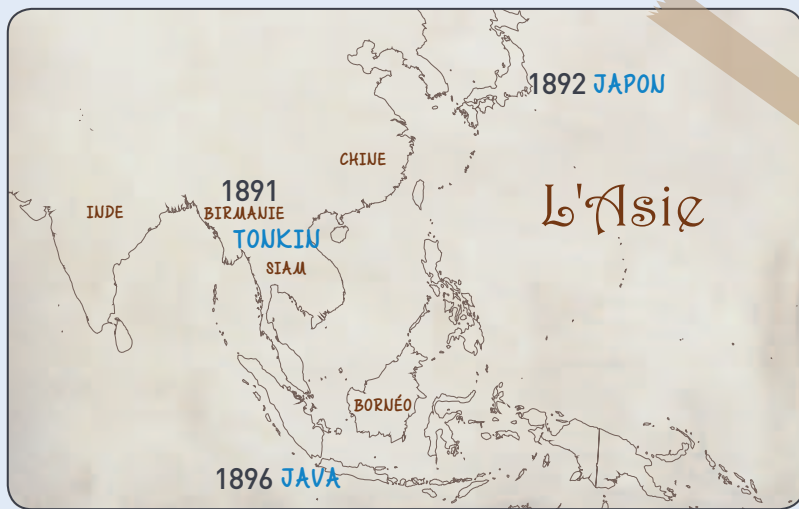 1892 JAPON
CHINE
L'Asie
1891
INDE
BIRMANIE
TONKIN
SIAM
BORNÉO
1896 JAVA